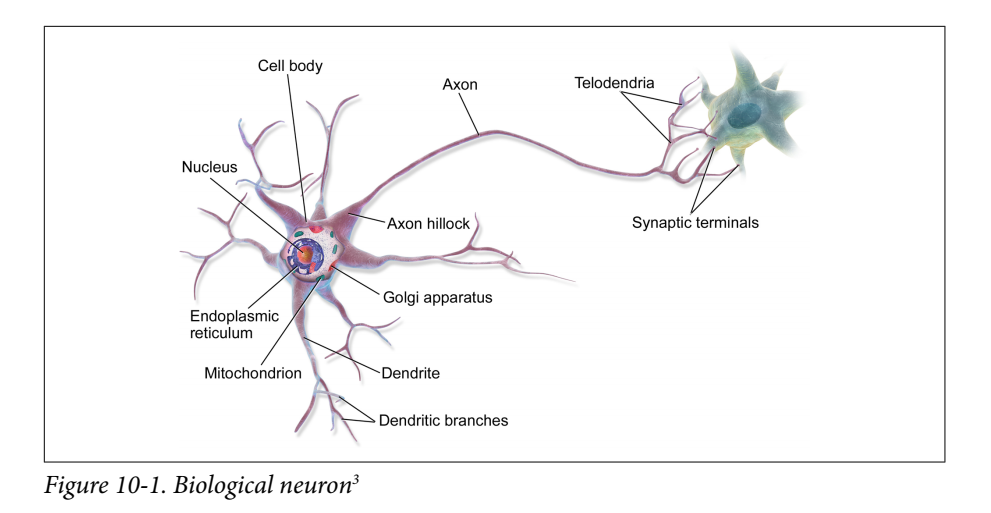 Cell body
Axon
Telodendria
Nucleus
Axon hillock
Synaptic terminals
Golgi apparatus
Endoplasmic
reticulum
Mitochondrion
Dendrite
Dendritic branches
Figure 10-1. Biological neuron³